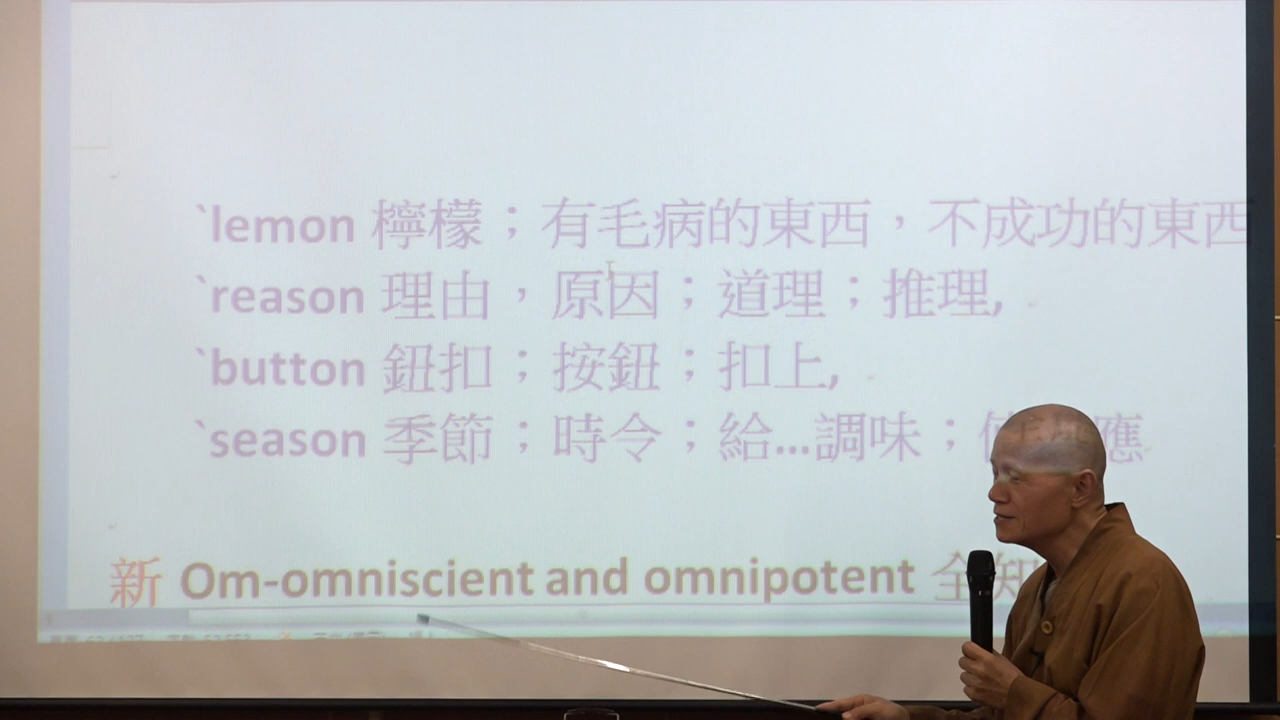 `lemon 檸檬；有毛病的東西，不成功的東西
`reason 理由，原因；道理；推理,
`button 鈕扣；按鈕；扣上,
`season 季節；時令；給...調味；應
新 Om-omniscient and omnipotent 全知